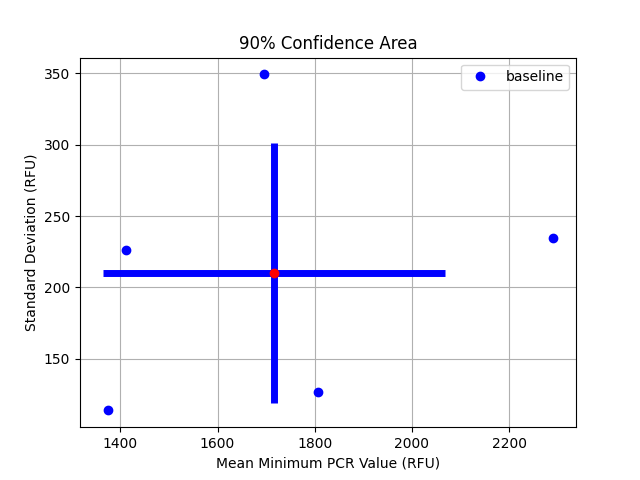 90% Confidence Area
baseline
350
300
250
200
150
Standard Deviation (RFU)
1400 1600 1800 2000 2200
Mean Minimum PCR Value (RFU)